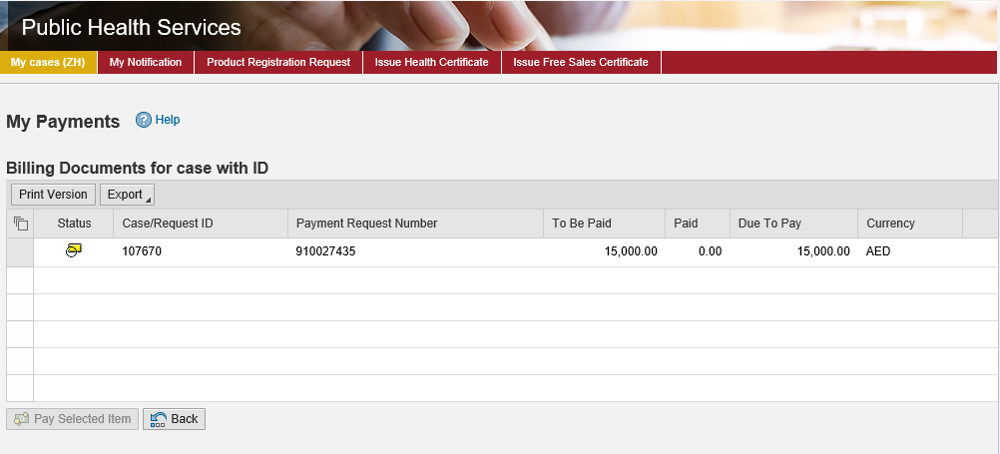 Public Health Services
My cases (ZH) My Notification Product Registration Request Issue Health Certificate Issue Free Sales Certificate
My Payments Help
Billing Documents for case with ID
Print Version Export
Status Case/Request ID Payment Request Number To Be Paid Paid Due To Pay Currency
107670 910027435 15,000.00 0.00 15,000.00 AED
Pay Selected Item Back